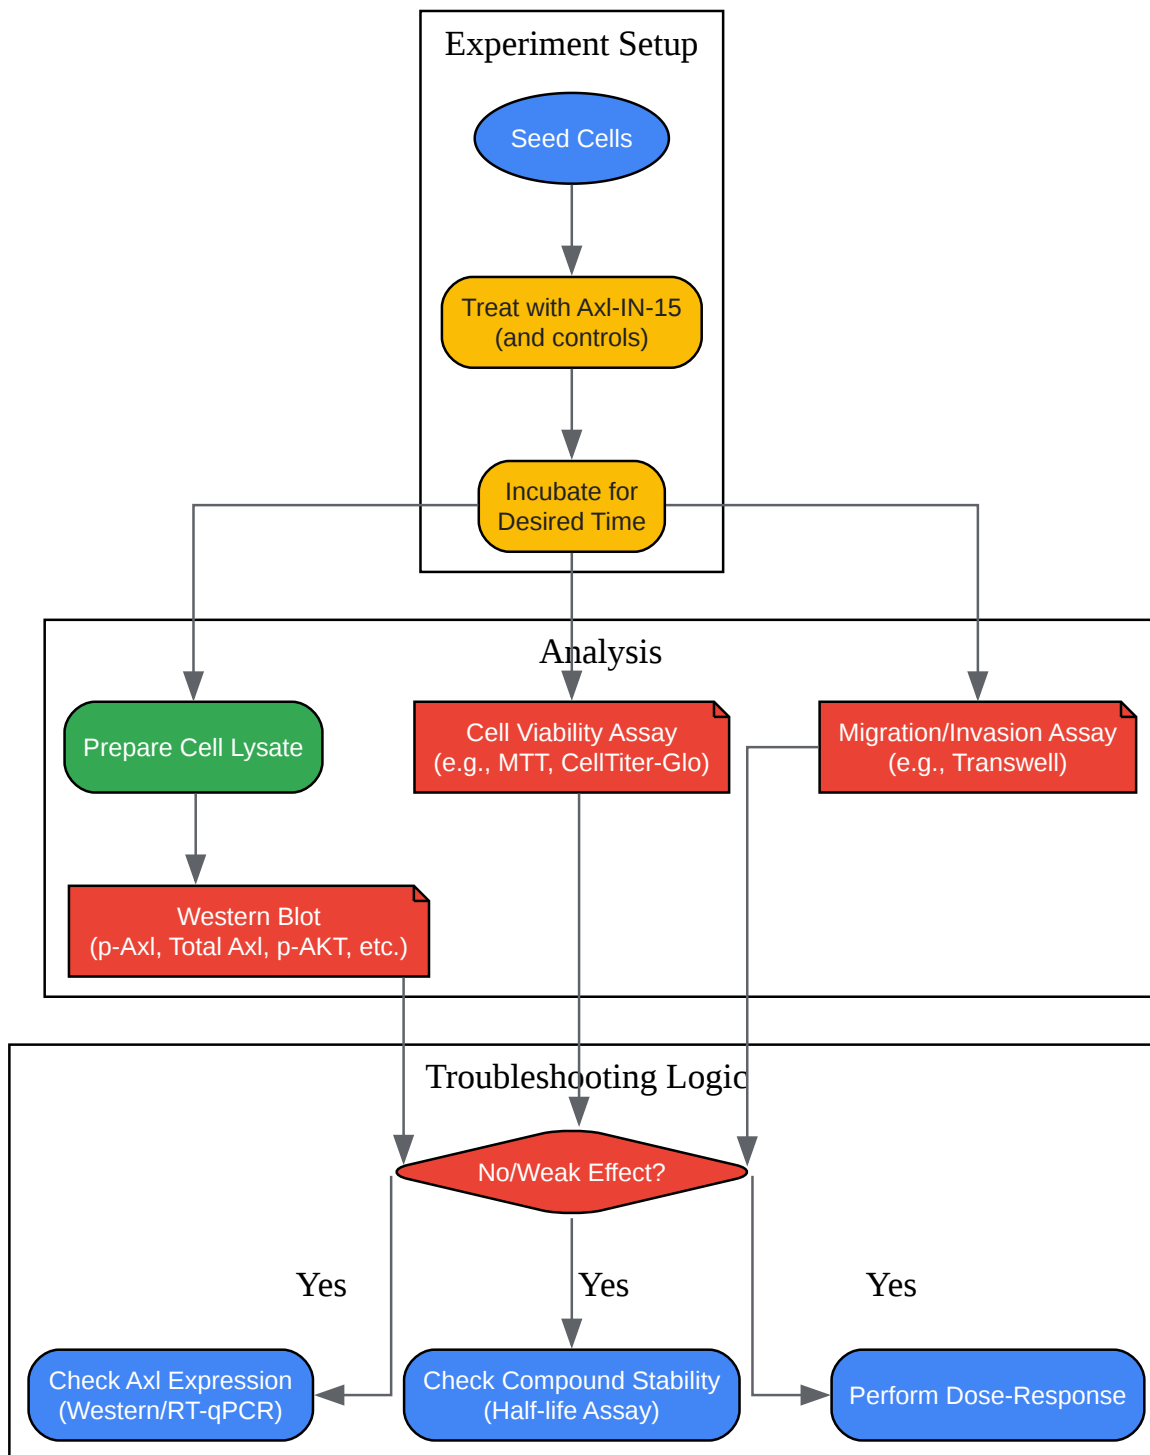 Experiment Setup
Seed Cells
Treat with Axl-IN-15
(and controls)
Incubate for
Desired Time
Analysis
Prepare Cell Lysate
Cell Viability Assay
(e.g., MTT, CellTiter-Glo)
Migration/Invasion Assay
(e.g., Transwell)
Western Blot
(p-Axl, Total Axl, p-AKT, etc.)
Troubleshooting Logic
No/Weak Effect?
Yes
Yes
Yes
Check Axl Expression
(Western/RT-qPCR)
Check Compound Stability
(Half-life Assay)
Perform Dose-Response